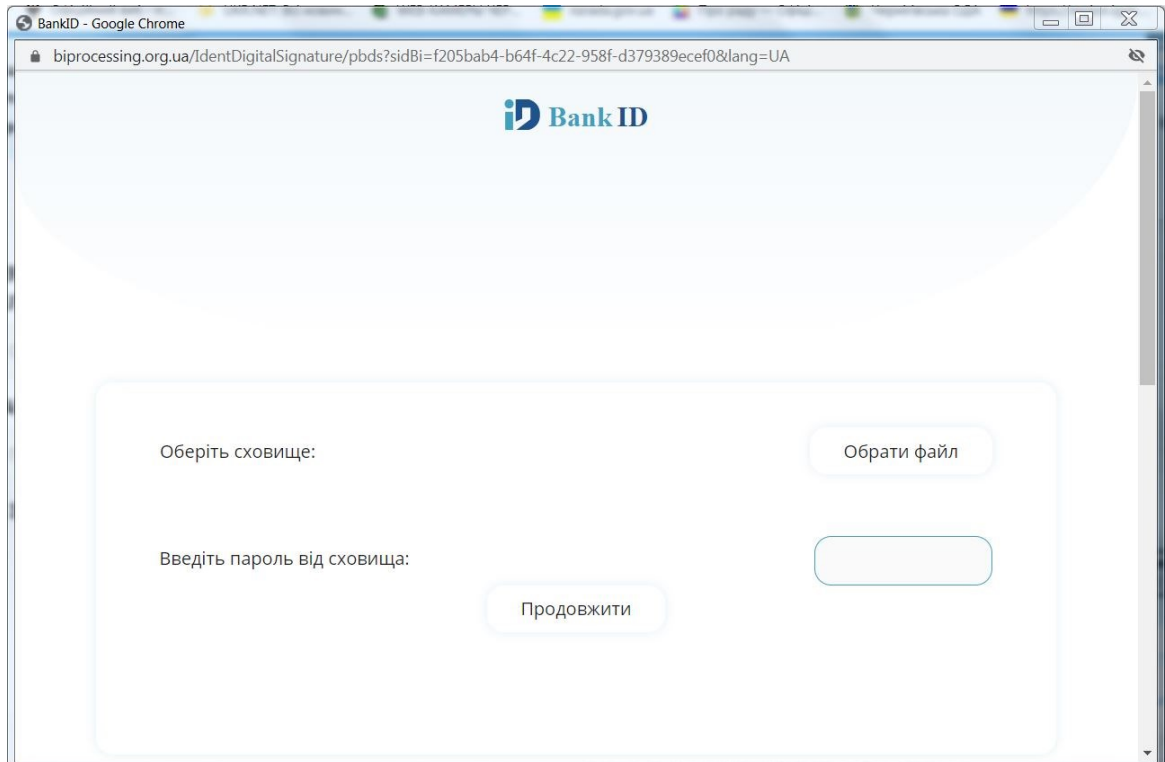 BankID - Google Chrome
biprocessing.org.ua/IdentDigitalSignature/pbds?sidBi=f205bab4-b64f-4c22-958f-d379389ecef0&lang=UA
Bank ID
Оберіть сховище:
Обрати файл
Введіть пароль від сховища:
Продовжити